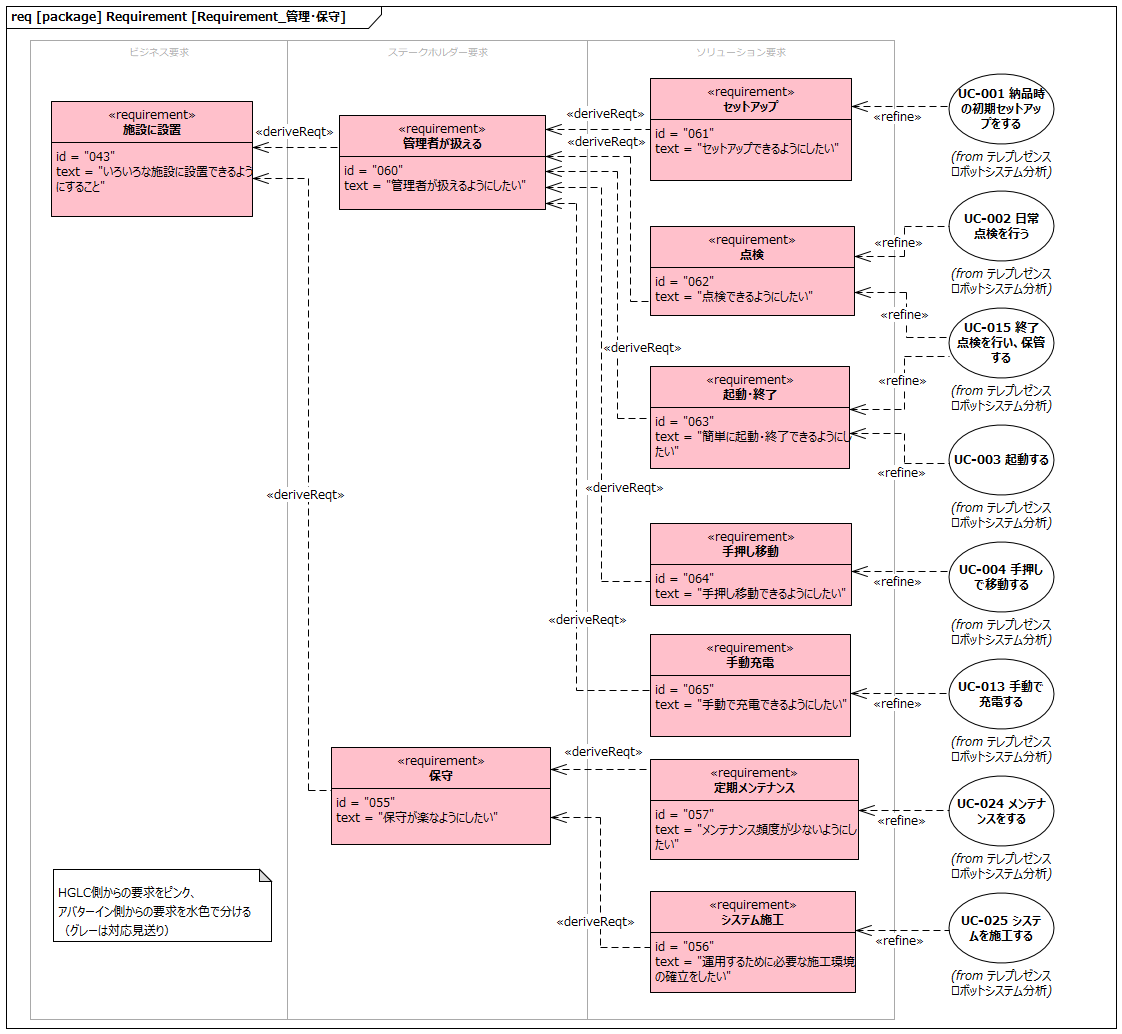 req [package] Requirement [Requirement_管理・保守]
ビジネス要求
ステークホルダー要求
ソリューション要求
«requirement»
施設に設置
id = "043"
text = "いろいろな施設に設置できるよう
にすること"
«deriveReqt»
«deriveReqt»
«requirement»
管理者が扱える
id = "060"
text = "管理者が扱えるようにしたい"
«deriveReqt»
«deriveReqt»
«deriveReqt»
«deriveReqt»
«deriveReqt»
«requirement»
保守
id = "055"
text = "保守が楽なようにしたい"
«deriveReqt»
«deriveReqt»
«requirement»
セットアップ
id = "061"
text = "セットアップできるようにしたい"
«refine»
UC-001 納品時
の初期セットアッ
プをする
(from テレプレゼンス
ロボットシステム分析)
«requirement»
点検
id = "062"
text = "点検できるようにしたい"
«refine»
UC-002 日常
点検を行う
(from テレプレゼンス
ロボットシステム分析)
«refine»
UC-015 終了
点検を行い、保管
する
(from テレプレゼンス
ロボットシステム分析)
«refine»
«requirement»
起動・終了
id = "063"
text = "簡単に起動・終了できるようにし
たい"
«refine»
UC-003 起動する
(from テレプレゼンス
ロボットシステム分析)
«requirement»
手押し移動
id = "064"
text = "手押し移動できるようにしたい"
«refine»
UC-004 手押し
で移動する
(from テレプレゼンス
ロボットシステム分析)
«requirement»
手動充電
id = "065"
text = "手動で充電できるようにしたい"
«refine»
UC-013 手動で
充電する
(from テレプレゼンス
ロボットシステム分析)
«requirement»
定期メンテナンス
id = "057"
text = "メンテナンス頻度が少ないようにし
たい"
«refine»
UC-024 メンテナ
ンスをする
(from テレプレゼンス
ロボットシステム分析)
«requirement»
システム施工
id = "056"
text = "運用するために必要な施工環境
の確立をしたい"
«refine»
UC-025 システ
ムを施工する
(from テレプレゼンス
ロボットシステム分析)
HGLC側からの要求をピンク、
アバターイン側からの要求を水色で分ける
（グレーは対応見送り）